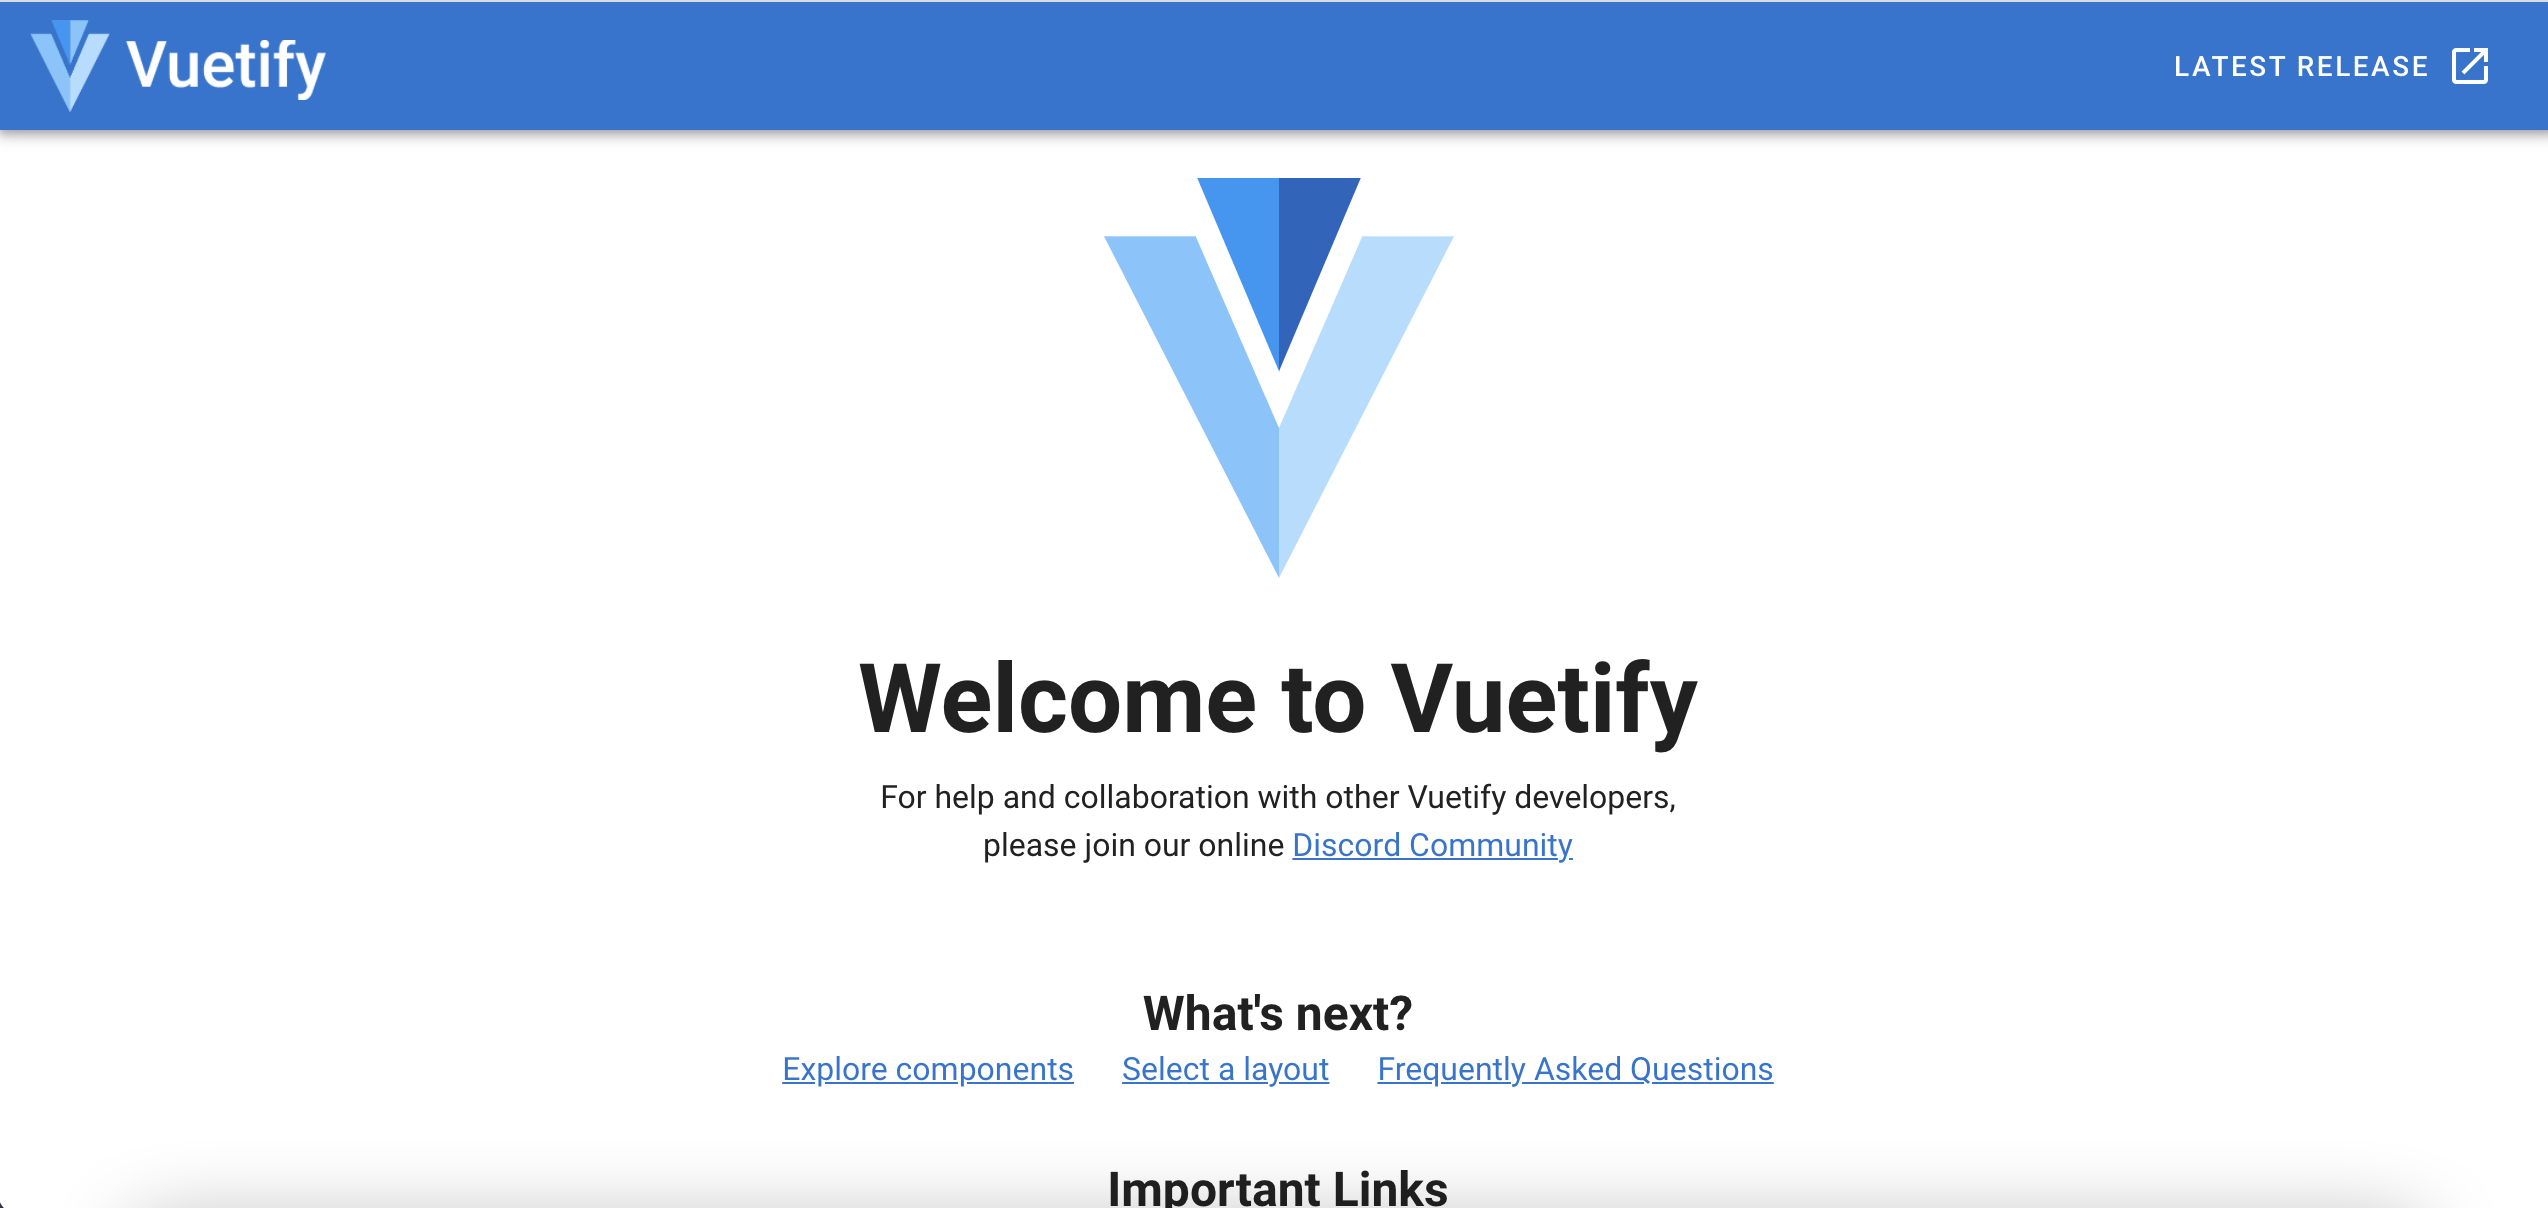 Vuetify
LATEST RELEASE
Welcome to Vuetify
For help and collaboration with other Vuetify developers,
please join our online Discord Community
What's next?
Explore components
Select a layout
Frequently Asked Questions
Important Links